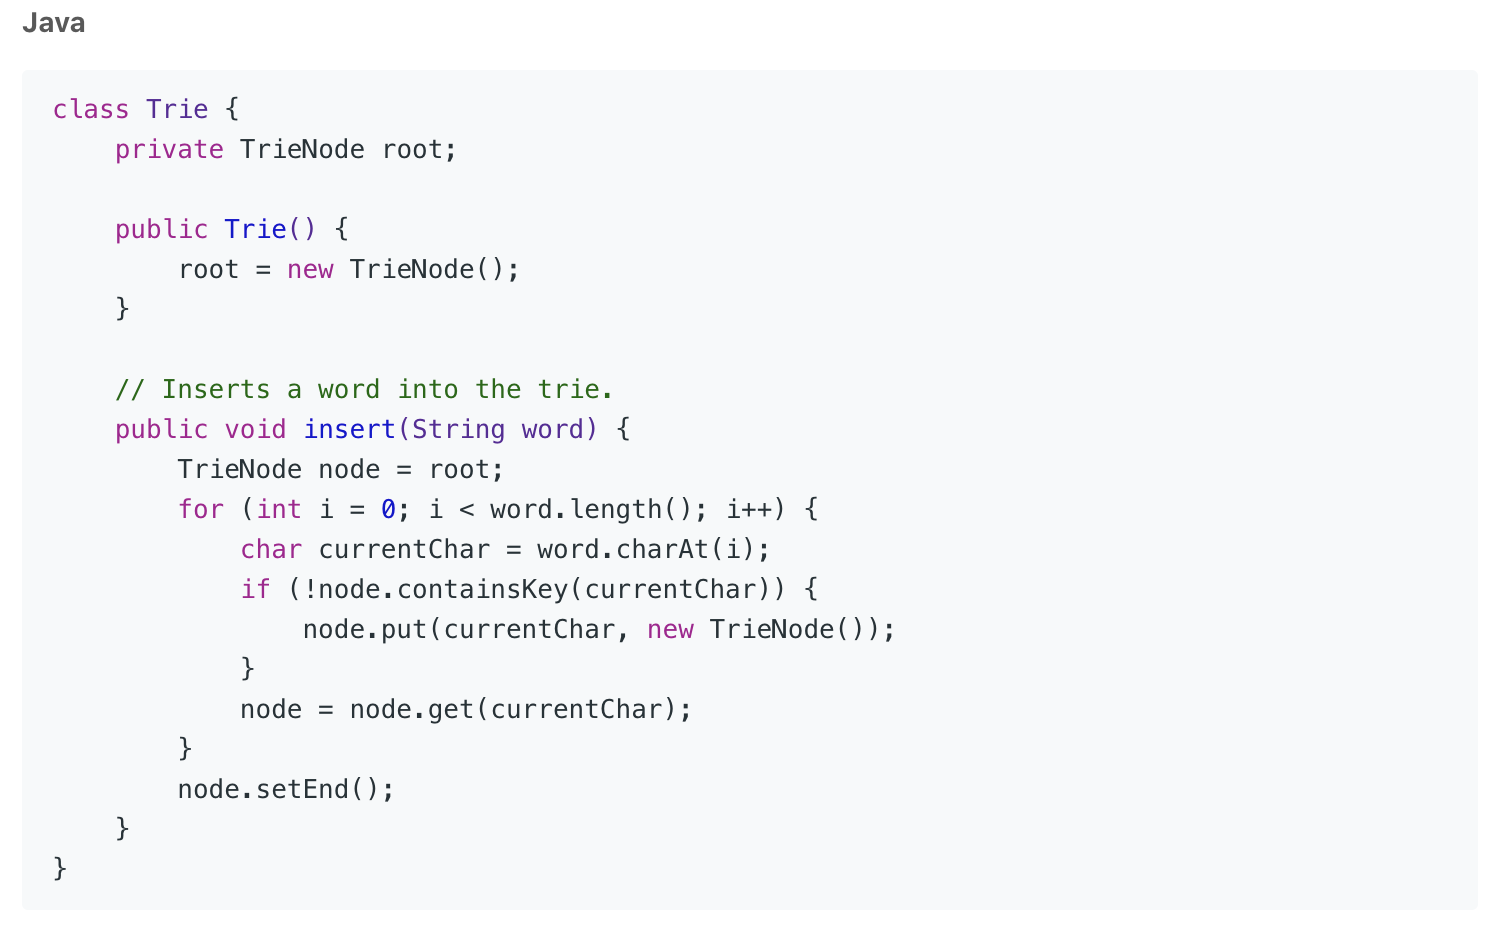 Java
class Trie {
    private TrieNode root;

    public Trie() {
        root = new TrieNode();
    }

    // Inserts a word into the trie.
    public void insert(String word) {
        TrieNode node = root;
        for (int i = 0; i < word.length(); i++) {
            char currentChar = word.charAt(i);
            if (!node.containsKey(currentChar)) {
                node.put(currentChar, new TrieNode());
            }
            node = node.get(currentChar);
        }
        node.setEnd();
    }
}